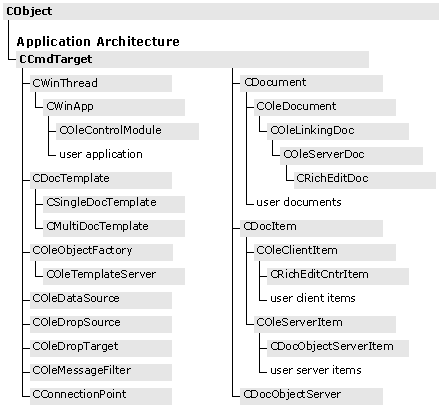 CObject
Application Architecture
CCmdTarget
CWinThread
CWinApp
COleControlModule
user application
CDocTemplate
CSingleDocTemplate
CMultiDocTemplate
COleObjectFactory
COleTemplateServer
COleDataSource
COleDropSource
COleDropTarget
COleMessageFilter
CConnectionPoint
CDocument
COleDocument
COleLinkingDoc
COleServerDoc
CRichEditDoc
user documents
CDocItem
COleClientItem
CRichEditCntrItem
user client items
COleServerItem
CDocObjectServerItem
user server items
CDocObjectServer